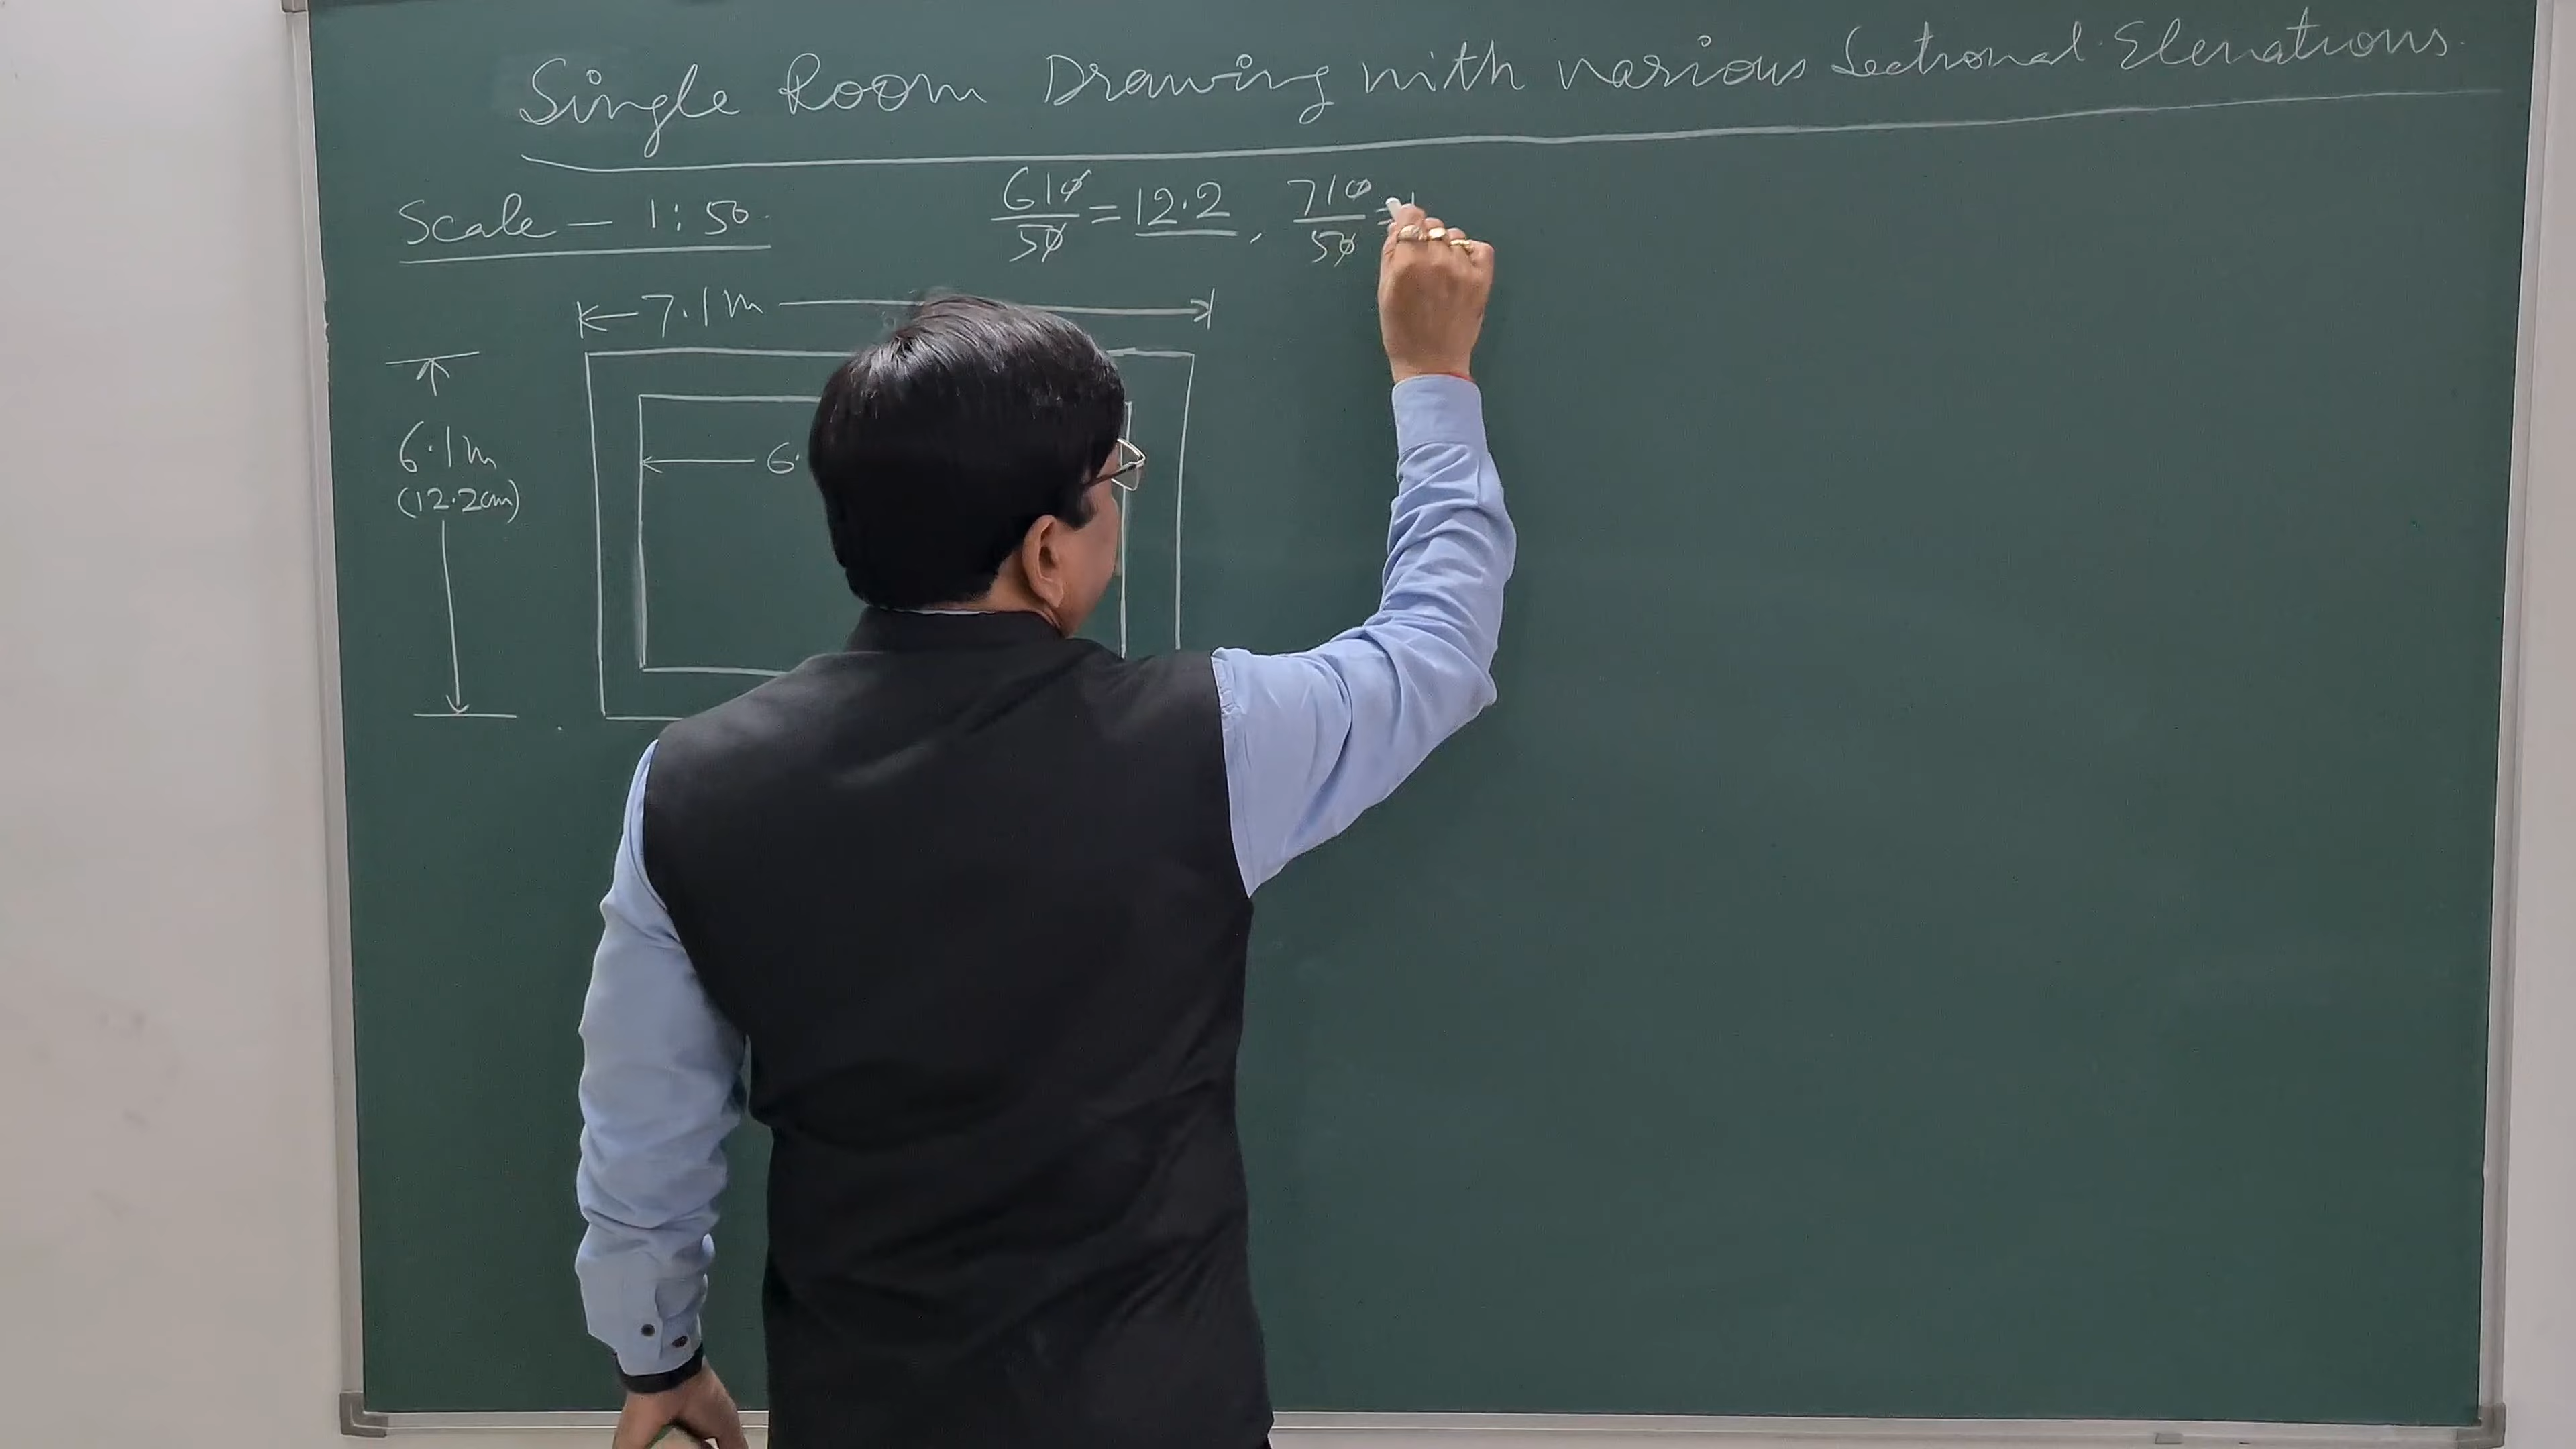 Single Room Drawing with various Sectional Elevations.
Scale - 1:50.
610/50 = 12.2, 710/50 =
7.1m
6.1m
(12.2cm)
6.